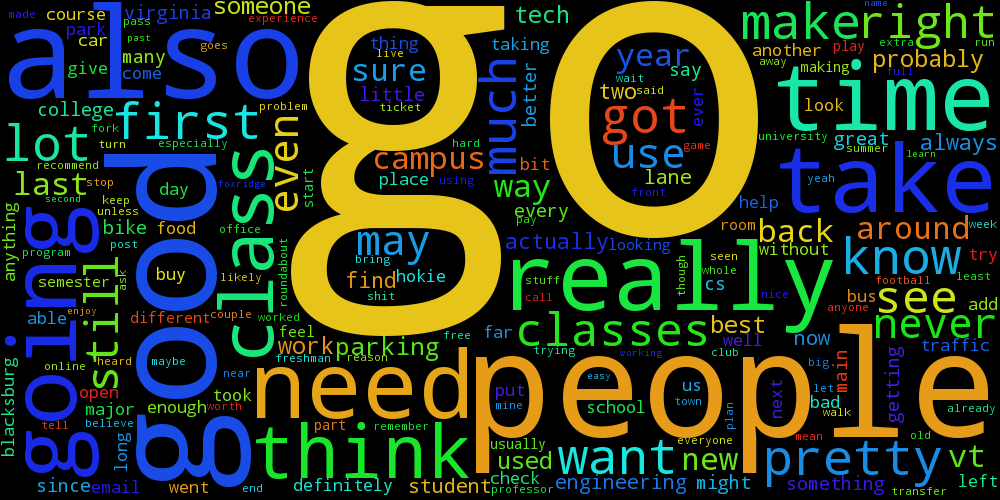 made
course
virginia
someone
experience
tech
make
right
name
also
pass
park
past
car
many
goes
give
come
thing
live
sure
little
ticket
go
taking
year
say
two
said
wait
ever
got
game
use
lane
front
another
play
extra
run
away
making
probably
full
time
look
college
first
problem
fork
turn
especially
lot
recommend
last
stop
day
foxridge
second
keep
unless
even
start
class
hard
campus
place
using
much
better
bit
way
every
pay
university
great
summer
learn
always
yeah
take
help
anything
program
going
good
bike
food
post
office
semester
buy
ask
still
likely
roundabout
may
bring
find
hokie
shit
actually
looking
room
back
without
around
week
know
try
really
though
seen
whole
cs
stuff
call
nice
bus
football
least
anyone
see
add
able
enjoy
different
couple
worked
feel
work
parking
free
far
classes
best
well
now
never
traffic
blacksburg
online
heard
maybe
freshman
reason
near
trying
working
club
big
open
tell
major
believe
enough
worth
took
need
people
put
mine
easy
us
town
school
plan
next
let
bad
main
walk
getting
already
long
part
remember
think
usually
used
check
professor
want
everyone
new
mean
old
pretty
vt
since
email
went
end
definitely
student
engineering
might
something
transfer
left